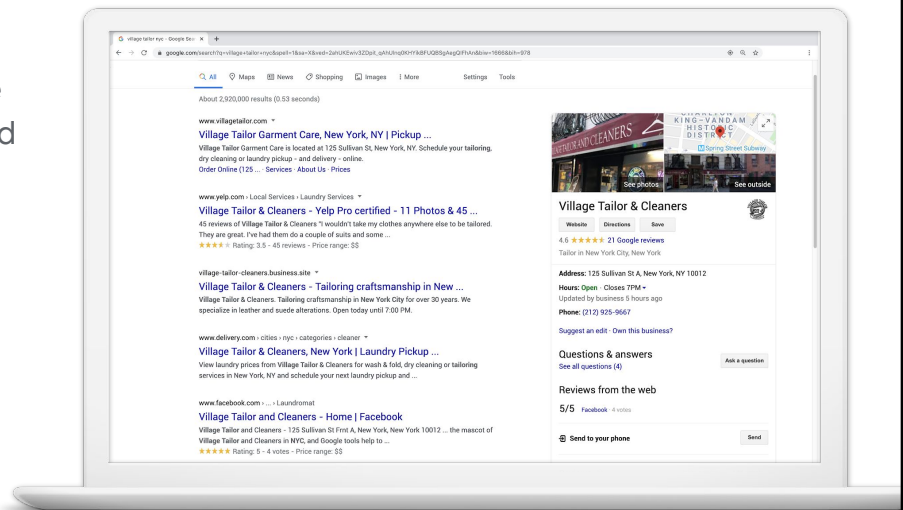 village tailor nyc - Google Sea
google.com/search?q=village+tailor+nyc&spell=1&sa=X&ved=2ahUKEwiv3ZOpit_qAhUInq0KHYikBFUQBSgAegQIFhAn&biw=1666&bih=978
All Maps News Shopping Images More Settings Tools
About 2,920,000 results (0.53 seconds)
www.villagetailor.com
Village Tailor Garment Care, New York, NY | Pickup ...
Village Tailor Garment Care is located at 125 Sullivan St, New York, NY. Schedule your tailoring,
dry cleaning or laundry pickup - and delivery - online.
Order Online (125 ... · Services · About Us · Prices
www.yelp.com › Local Services › Laundry Services
Village Tailor & Cleaners - Yelp Pro certified - 11 Photos & 45 ...
45 reviews of Village Tailor & Cleaners "I wouldn't take my clothes anywhere else to be tailored.
They are great. I've had them do a couple of suits and some ...
Rating: 3.5 - 45 reviews - Price range: $$
village-tailor-cleaners.business.site
Village Tailor & Cleaners - Tailoring craftsmanship in New ...
Village Tailor & Cleaners. Tailoring craftsmanship in New York City for over 30 years. We
specialize in leather and suede alterations. Open today until 7:00 PM.
www.delivery.com › cities › nyc › categories › cleaner
Village Tailor & Cleaners, New York | Laundry Pickup ...
View laundry prices from Village Tailor & Cleaners for wash & fold, dry cleaning or tailoring
services in New York, NY and schedule your next laundry pickup and ...
www.facebook.com › ... › Laundromat
Village Tailor and Cleaners - Home | Facebook
Village Tailor and Cleaners - 125 Sullivan St Frnt A, New York, New York 10012 ... the mascot of
Village Tailor and Cleaners in NYC, and Google tools help to ...
Rating: 5 - 4 votes - Price range: $$
TAILOR AND CLEANERS
KING-VANDAM
HISTORIC
DISTRICT
Spring Street Subway
See photos
See outside
Village Tailor & Cleaners
Website Directions Save
4.6 21 Google reviews
Tailor in New York City, New York
Address: 125 Sullivan St A, New York, NY 10012
Hours: Open · Closes 7PM
Updated by business 5 hours ago
Phone: (212) 925-9667
Suggest an edit · Own this business?
Questions & answers
See all questions (4)
Ask a question
Reviews from the web
5/5 Facebook · 4 votes
Send to your phone
Send